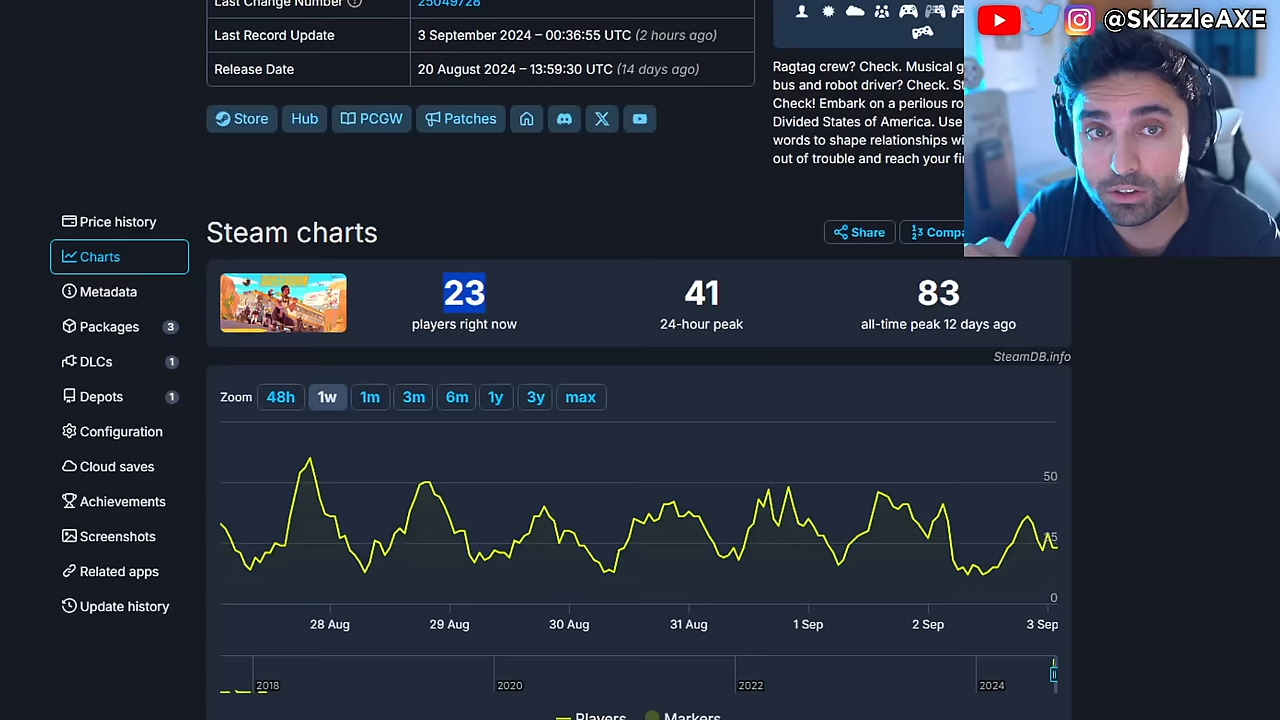 Last Change Number
25049728
Last Record Update
3 September 2024 – 00:36:55 UTC (2 hours ago)
Release Date
20 August 2024 – 13:59:30 UTC (14 days ago)
Store
Hub
PCGW
Patches
Ragtag crew? Check. Musical g
bus and robot driver? Check. St
Check! Embark on a perilous ro
Divided States of America. Use
words to shape relationships wi
out of trouble and reach your fi
@SKizzleAXE
Price history
Charts
Metadata
Packages 3
DLCs 1
Depots 1
Configuration
Cloud saves
Achievements
Screenshots
Related apps
Update history
Steam charts
Share
Compa
23
players right now
41
24-hour peak
83
all-time peak 12 days ago
SteamDB.info
Zoom 48h 1w 1m 3m 6m 1y 3y max
50
25
0
28 Aug 29 Aug 30 Aug 31 Aug 1 Sep 2 Sep 3 Sep
2018 2020 2022 2024
Players Markers